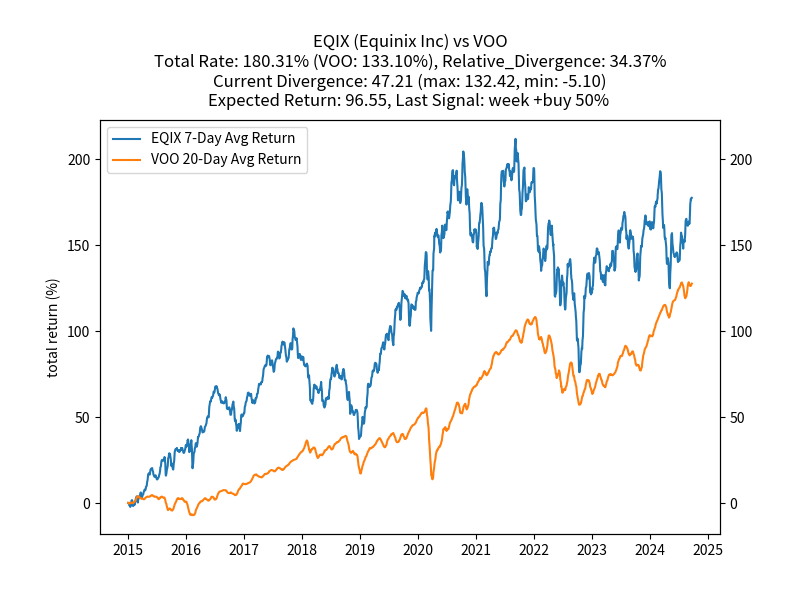 EQIX (Equinix Inc) vs VOO
Total Rate: 180.31% (VOO: 133.10%), Relative_Divergence: 34.37%
Current Divergence: 47.21 (max: 132.42, min: -5.10)
Expected Return: 96.55, Last Signal: week +buy 50%
EQIX 7-Day Avg Return
VOO 20-Day Avg Return
total return (%)
200
150
100
50
0
200
150
100
50
0
2015 2016 2017 2018 2019 2020 2021 2022 2023 2024 2025